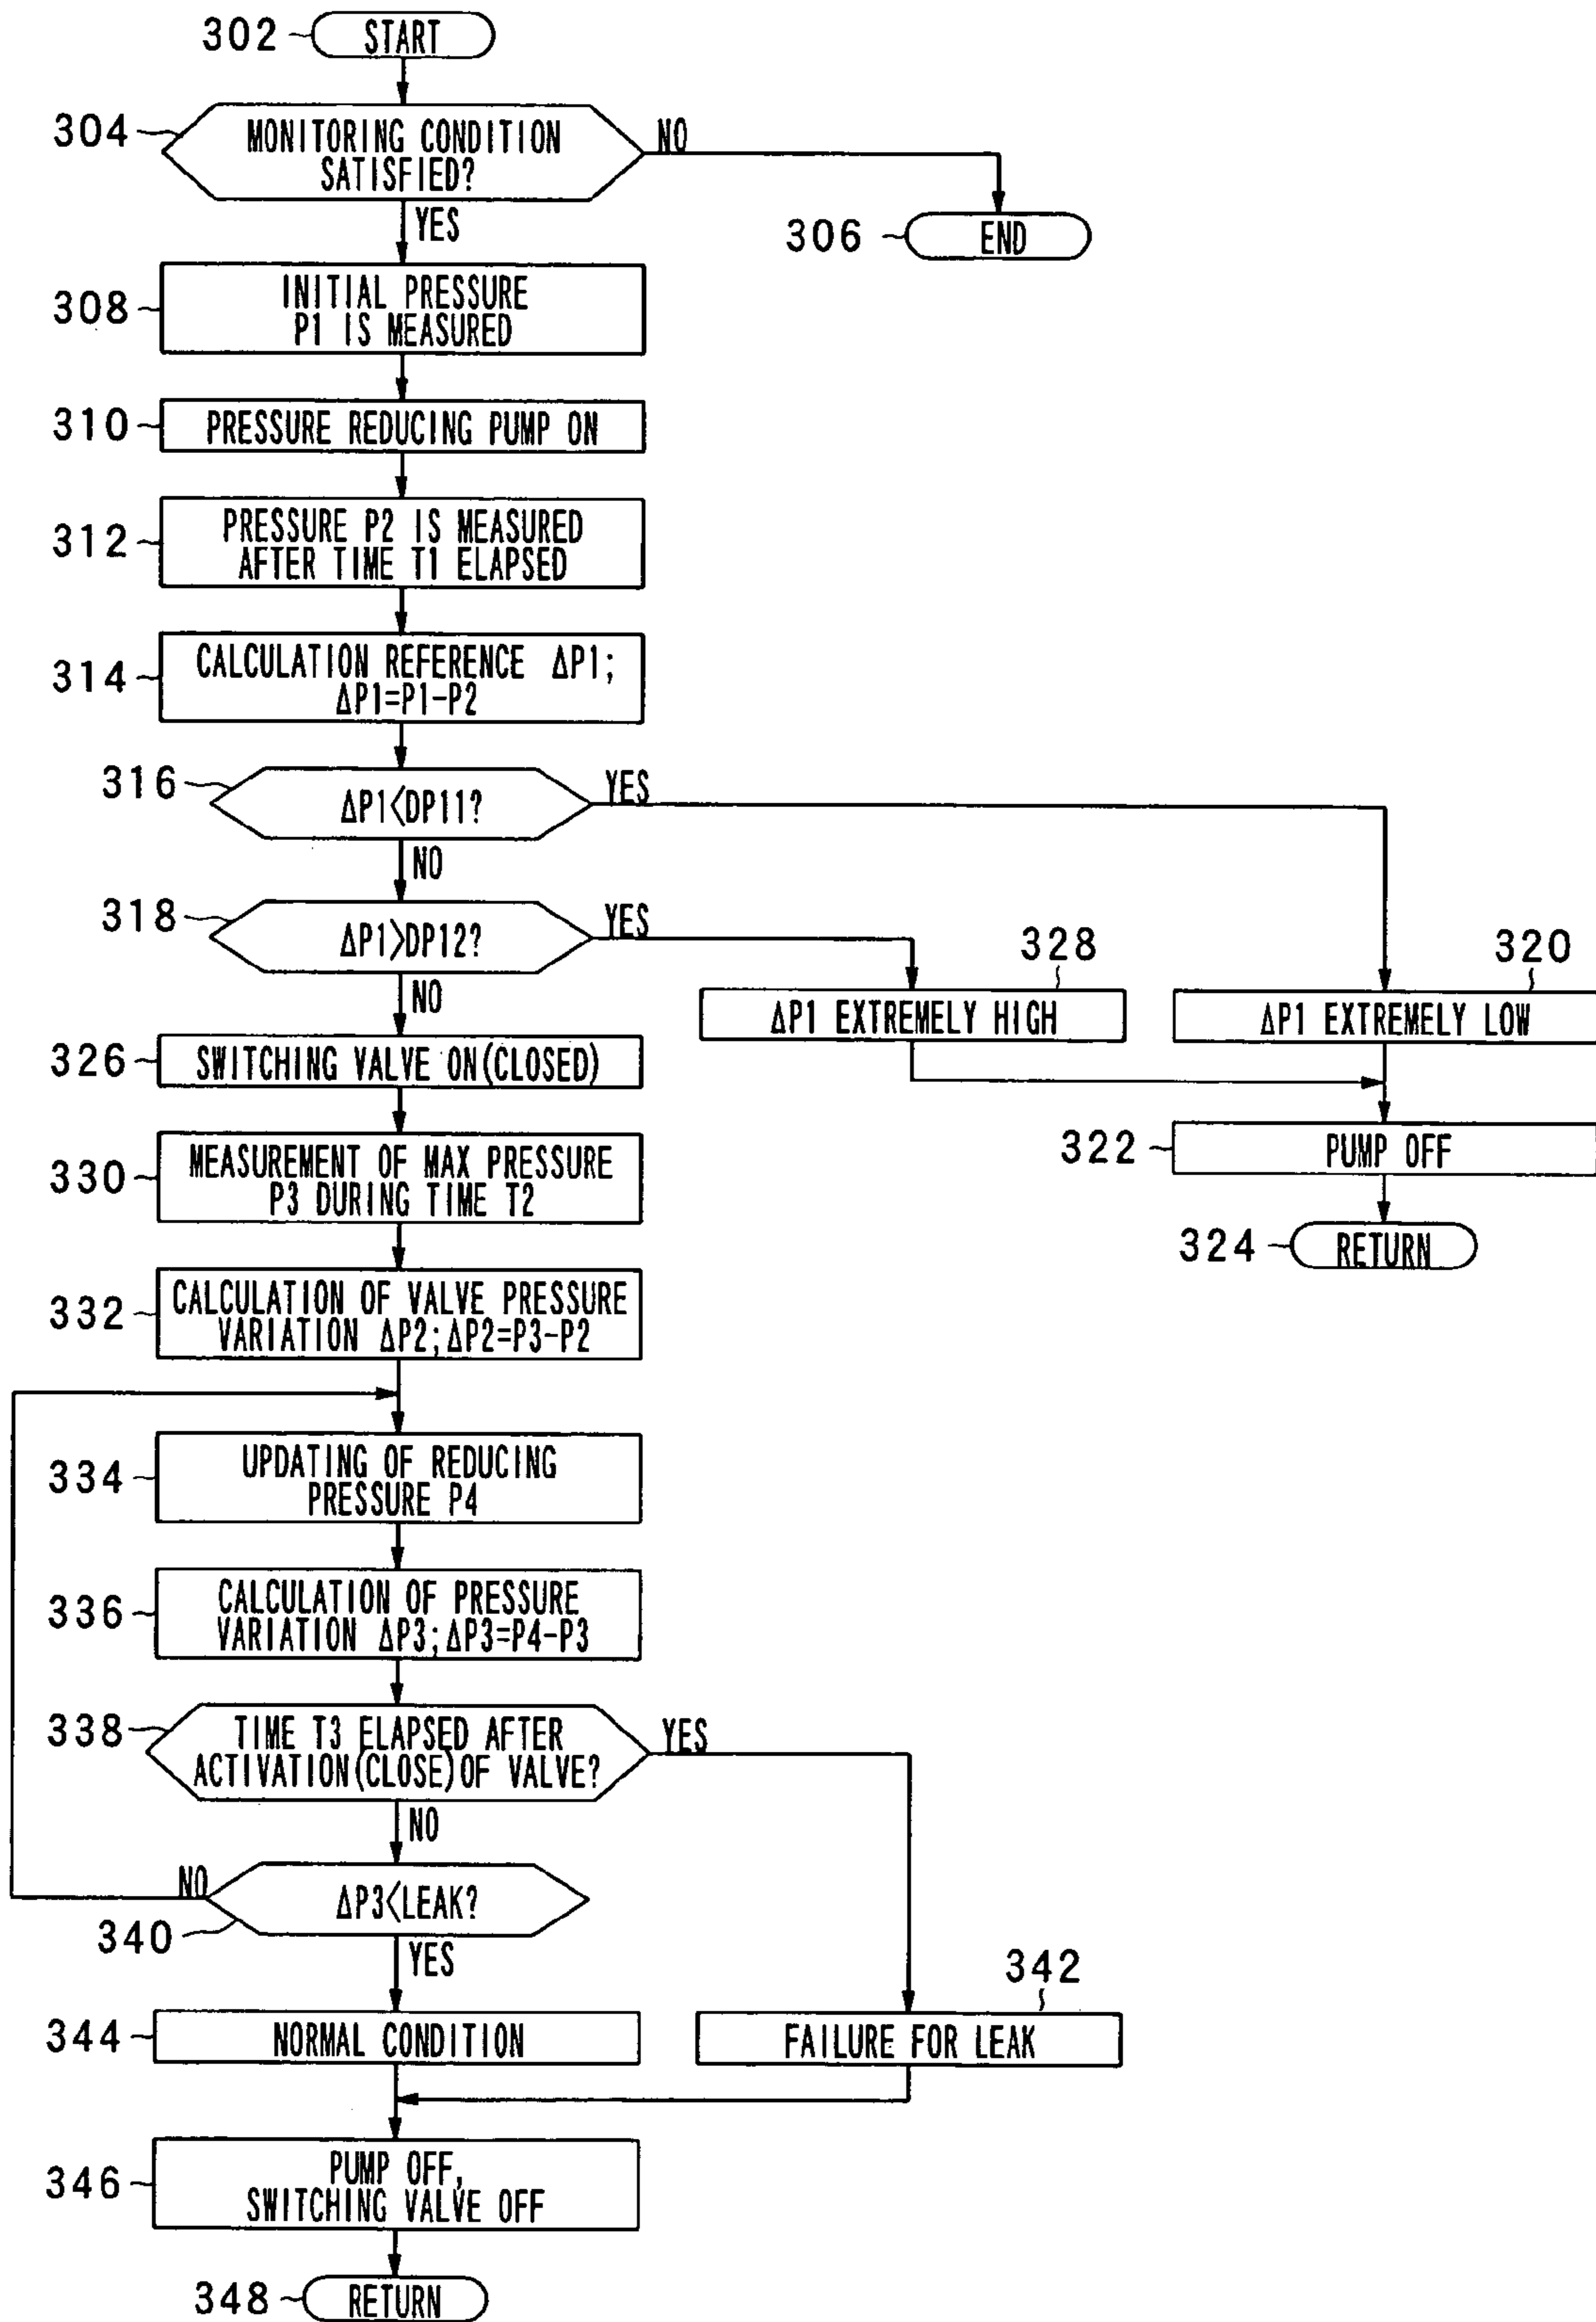 302
START
304
MONITORING CONDITION
SATISFIED?
NO
YES
306
END
308
INITIAL PRESSURE
P1 IS MEASURED
310
PRESSURE REDUCING PUMP ON
312
PRESSURE P2 IS MEASURED
AFTER TIME T1 ELAPSED
314
CALCULATION REFERENCE ΔP1;
ΔP1=P1-P2
316
ΔP1<DP11?
YES
NO
318
ΔP1>DP12?
YES
NO
328
ΔP1 EXTREMELY HIGH
320
ΔP1 EXTREMELY LOW
326
SWITCHING VALVE ON(CLOSED)
322
PUMP OFF
324
RETURN
330
MEASUREMENT OF MAX PRESSURE
P3 DURING TIME T2
332
CALCULATION OF VALVE PRESSURE
VARIATION ΔP2;ΔP2=P3-P2
334
UPDATING OF REDUCING
PRESSURE P4
336
CALCULATION OF PRESSURE
VARIATION ΔP3;ΔP3=P4-P3
338
TIME T3 ELAPSED AFTER
ACTIVATION(CLOSE)OF VALVE?
YES
NO
340
ΔP3<LEAK?
NO
YES
344
NORMAL CONDITION
342
FAILURE FOR LEAK
346
PUMP OFF,
SWITCHING VALVE OFF
348
RETURN